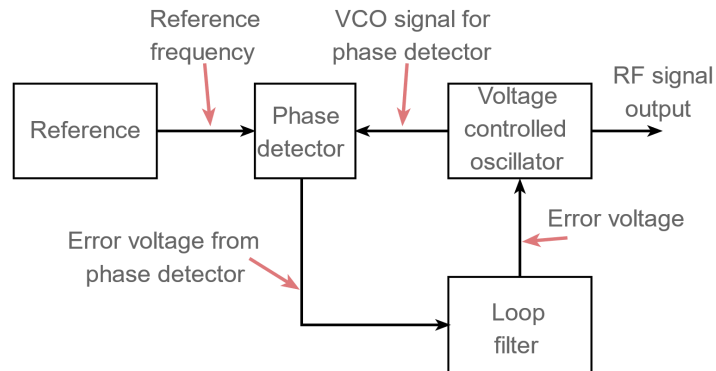 Reference
frequency
VCO signal for
phase detector
RF signal
output
Reference
Phase
detector
Voltage
controlled
oscillator
Error voltage from
phase detector
Error voltage
Loop
filter